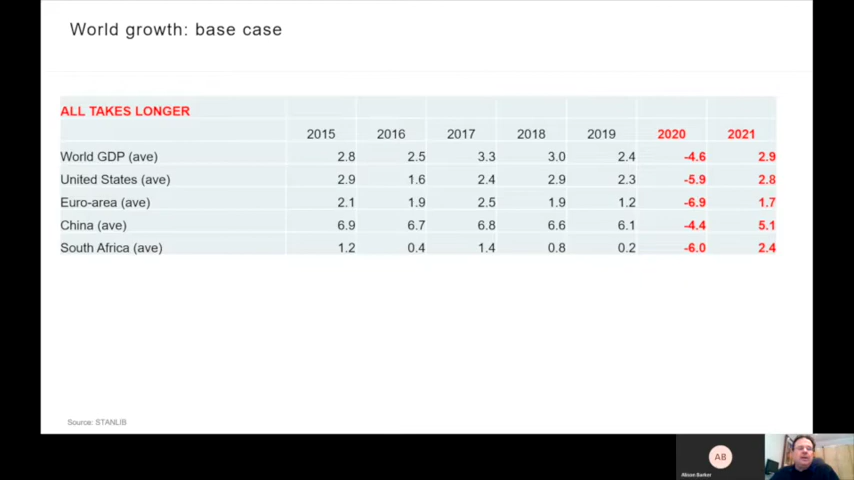 World growth: base case
ALL TAKES LONGER
2015 2016 2017 2018 2019 2020 2021
World GDP (ave) 2.8 2.5 3.3 3.0 2.4 -4.6 2.9
United States (ave) 2.9 1.6 2.4 2.9 2.3 -5.9 2.8
Euro-area (ave) 2.1 1.9 2.5 1.9 1.2 -6.9 1.7
China (ave) 6.9 6.7 6.8 6.6 6.1 -4.4 5.1
South Africa (ave) 1.2 0.4 1.4 0.8 0.2 -6.0 2.4
Source: STANLIB
AB
Alison Barker